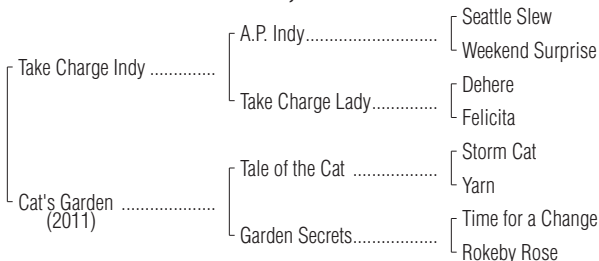 Seattle Slew
A.P. Indy..............................
Weekend Surprise
Take Charge Indy ...............
Dehere
Take Charge Lady...............
Felicita
Storm Cat
Tale of the Cat ...................
Yarn
Cat's Garden .....................
(2011)
Time for a Change
Garden Secrets...................
Rokeby Rose